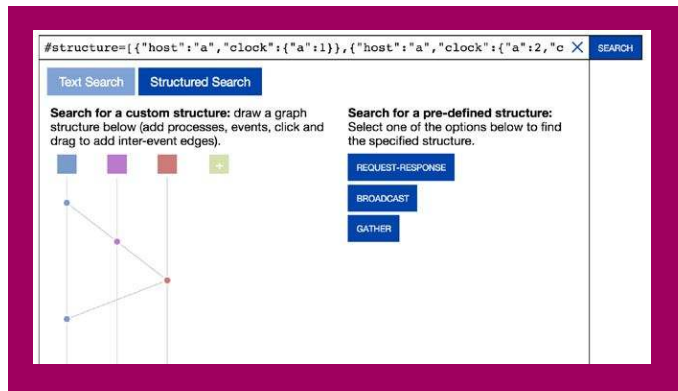 #structure=[{"host":"a","clock":{"a":1}},{"host":"a","clock":{"a":2,"c
SEARCH
Text Search
Structured Search
Search for a custom structure: draw a graph
structure below (add processes, events, click and
drag to add inter-event edges).
+
Search for a pre-defined structure:
Select one of the options below to find
the specified structure.
REQUEST-RESPONSE
BROADCAST
GATHER